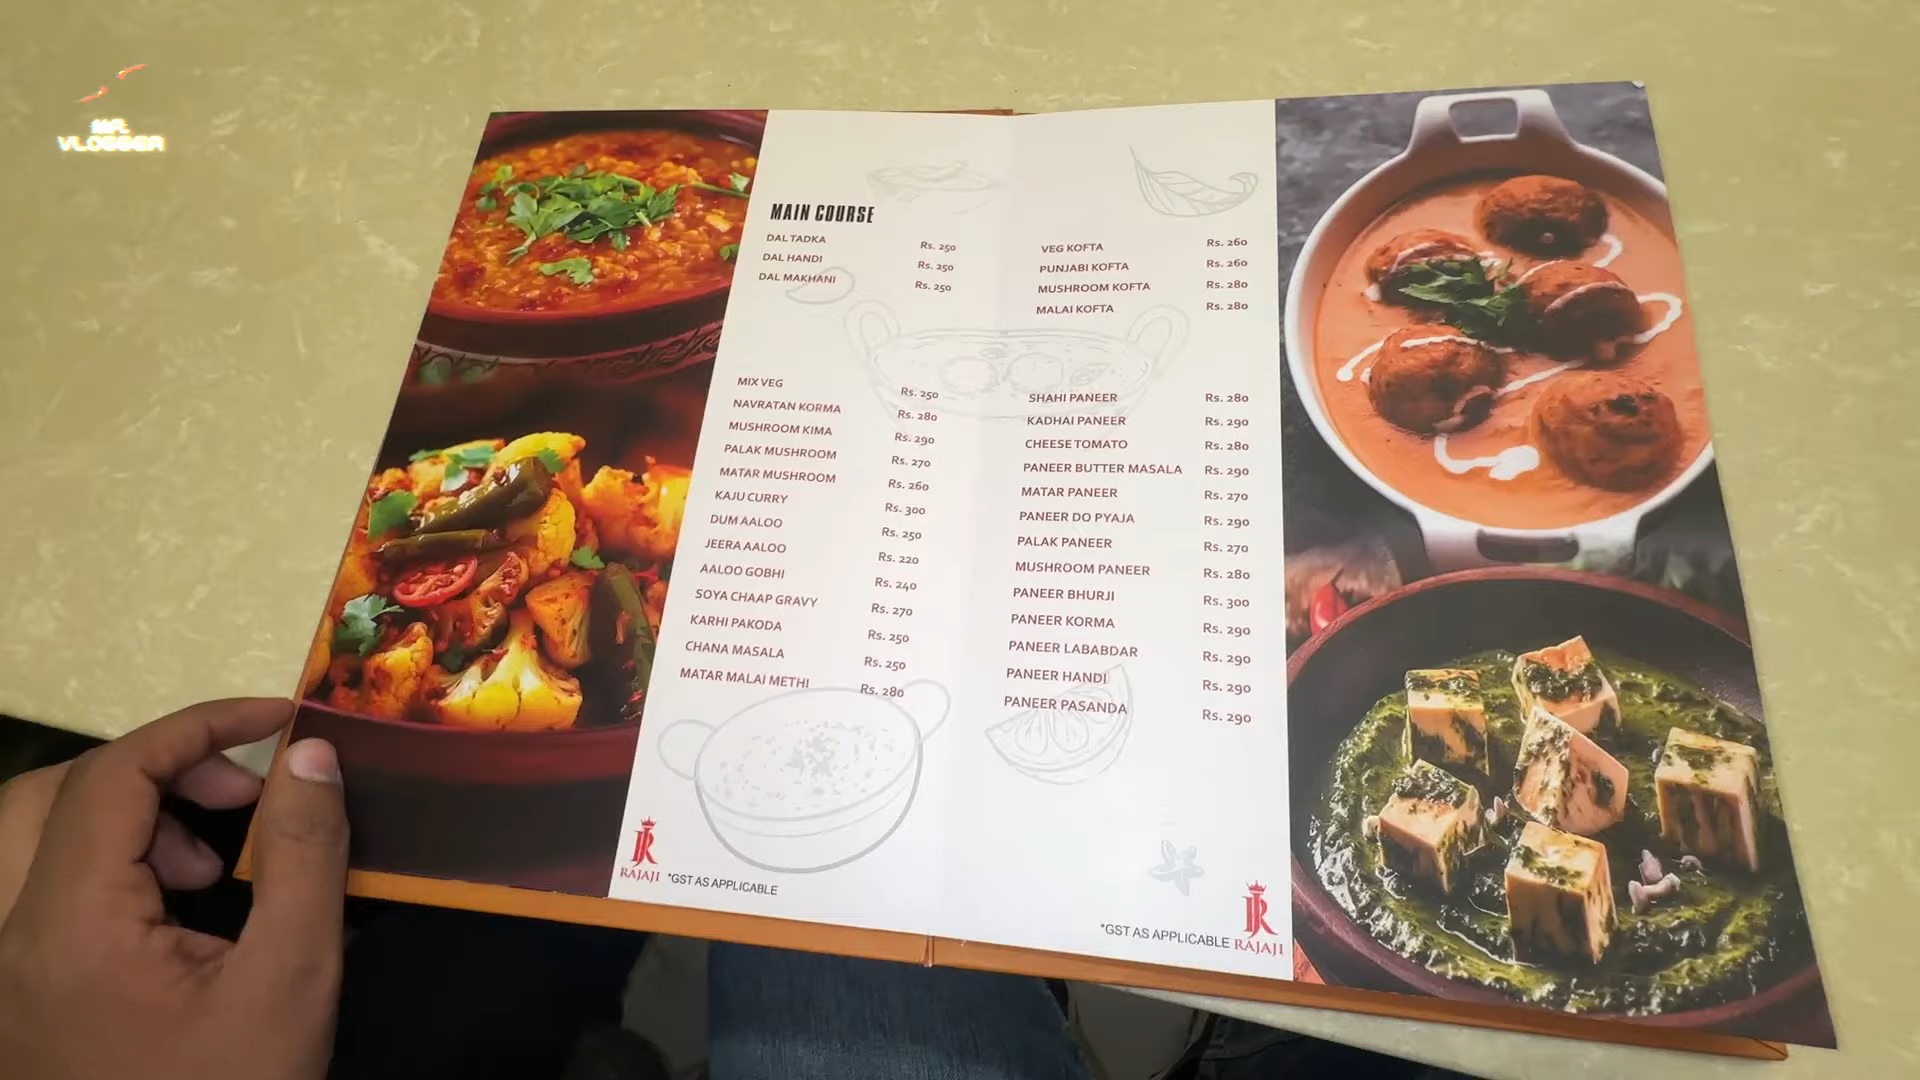 MR.
VLOGGER
MAIN COURSE
DAL TADKA Rs. 250
DAL HANDI Rs. 250
DAL MAKHANI Rs. 250
MIX VEG Rs. 250
NAVRATAN KORMA Rs. 280
MUSHROOM KIMA Rs. 290
PALAK MUSHROOM Rs. 270
MATAR MUSHROOM Rs. 260
KAJU CURRY Rs. 300
DUM AALOO Rs. 250
JEERA AALOO Rs. 220
AALOO GOBHI Rs. 240
SOYA CHAAP GRAVY Rs. 270
KARHI PAKODA Rs. 250
CHANA MASALA Rs. 250
MATAR MALAI METHI Rs. 280
RAJAJI
*GST AS APPLICABLE
VEG KOFTA Rs. 260
PUNJABI KOFTA Rs. 260
MUSHROOM KOFTA Rs. 280
MALAI KOFTA Rs. 280
SHAHI PANEER Rs. 280
KADHAI PANEER Rs. 290
CHEESE TOMATO Rs. 280
PANEER BUTTER MASALA Rs. 290
MATAR PANEER Rs. 270
PANEER DO PYAJA Rs. 290
PALAK PANEER Rs. 270
MUSHROOM PANEER Rs. 280
PANEER BHURJI Rs. 300
PANEER KORMA Rs. 290
PANEER LABABDAR Rs. 290
PANEER HANDI Rs. 290
PANEER PASANDA Rs. 290
*GST AS APPLICABLE
RAJAJI